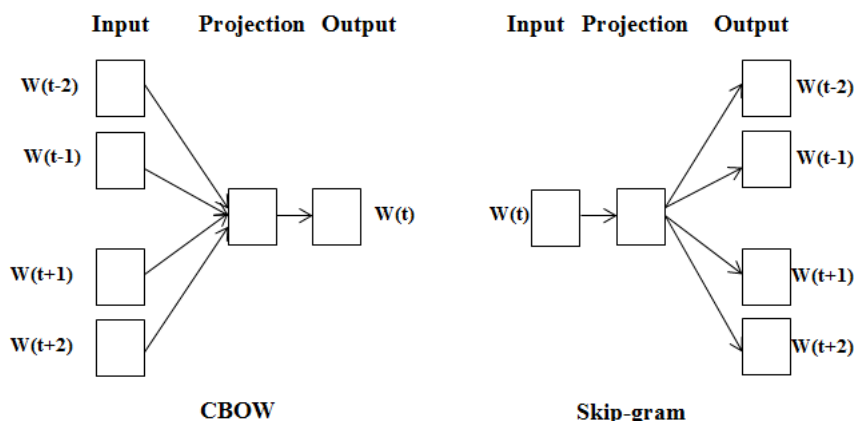 Input Projection Output
W(t-2)
W(t-1)
W(t)
W(t+1)
W(t+2)
CBOW
Input Projection Output
W(t-2)
W(t-1)
W(t)
W(t+1)
W(t+2)
Skip-gram